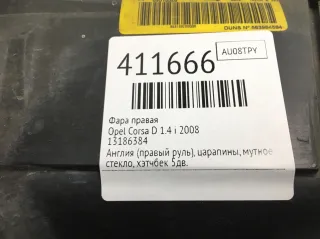 AU08TPY
411666
Фара правая
Opel Corsa D 1.4 i 2008
13186384
Англия (правый руль), царапины, мутное
стекло, хэтчбек 5дв.